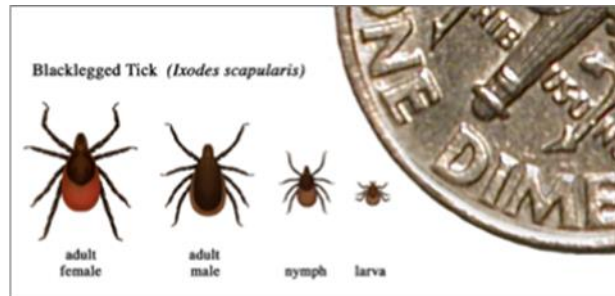 Blacklegged Tick (Ixodes scapularis)
ONE DIME
adult
female
adult
male
nymph
larva